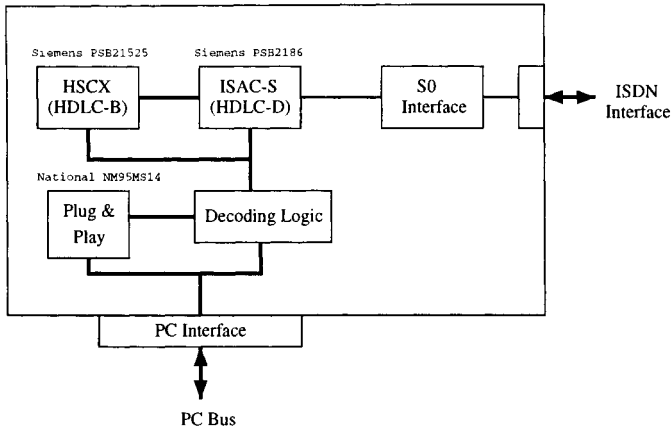 Siemens PSB21525
Siemens PSB2186
HSCX
(HDLC-B)
ISAC-S
(HDLC-D)
S0
Interface
ISDN
Interface
National NM95MS14
Plug &
Play
Decoding Logic
PC Interface
PC Bus